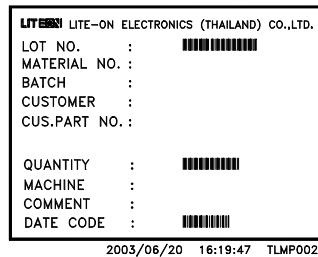 LITEON LITE-ON ELECTRONICS (THAILAND) CO.,LTD.
LOT NO. :
MATERIAL NO. :
BATCH :
CUSTOMER :
CUS.PART NO. :
QUANTITY :
MACHINE :
COMMENT :
DATE CODE :
2003/06/20 16:19:47 TLMP002